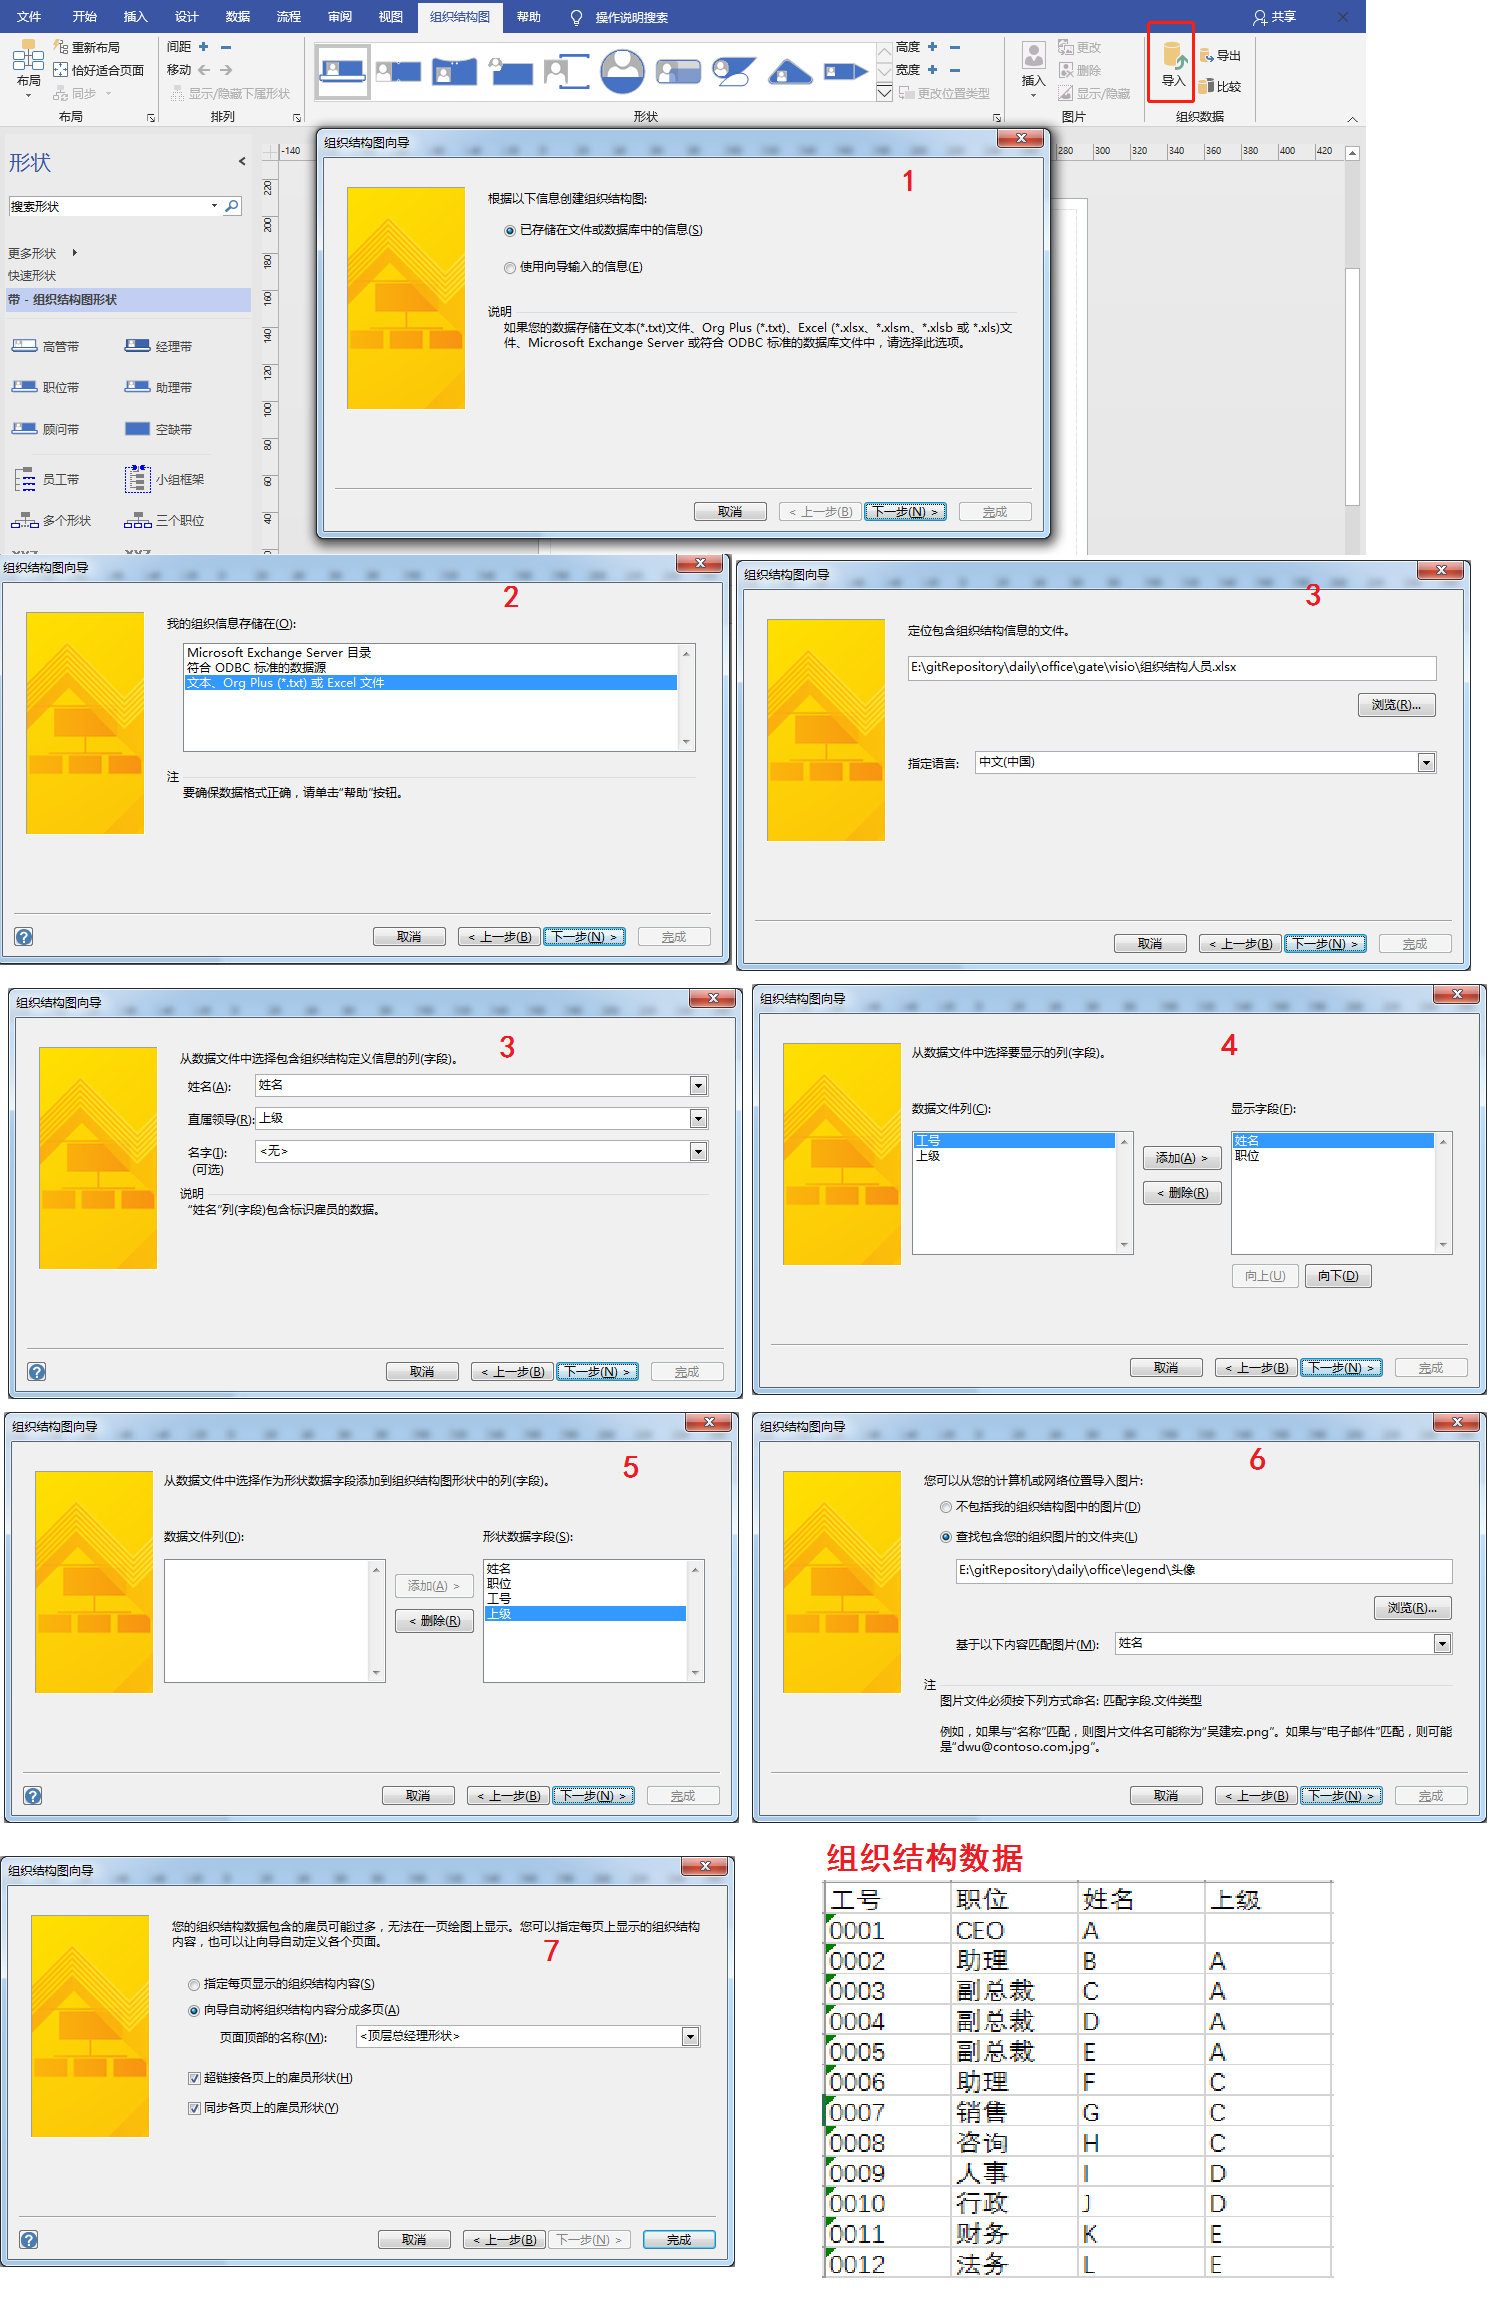 文件 开始 插入 设计 数据 流程 审阅 视图 组织结构图 帮助 操作说明搜索 共享
布局 重新布局 恰好适合页面 同步 布局
间距 移动 显示/隐藏下属形状 排列
形状
高度 宽度 更改位置类型
插入 更改 删除 显示/隐藏 图片
导入 导出 比较 组织数据
形状
搜索形状
更多形状
快速形状
带 - 组织结构图形状
高管带 经理带
职位带 助理带
顾问带 空缺带
员工带 小组框架
多个形状 三个职位
-140
280 300 320 340 360 380 400 420
220
200
180
160
140
120
100
80
60
40
组织结构图向导
1
根据以下信息创建组织结构图:
已存储在文件或数据库中的信息(S)
使用向导输入的信息(E)
说明
如果您的数据存储在文本(*.txt)文件、Org Plus (*.txt)、Excel (*.xlsx、*.xlsm、*.xlsb 或 *.xls)文
件、Microsoft Exchange Server 或符合 ODBC 标准的数据库文件中，请选择此选项。
取消 < 上一步(B) 下一步(N) > 完成
组织结构图向导
2
我的组织信息存储在(O):
Microsoft Exchange Server 目录
符合 ODBC 标准的数据源
文本、Org Plus (*.txt) 或 Excel 文件
注
要确保数据格式正确，请单击"帮助"按钮。
取消 < 上一步(B) 下一步(N) > 完成
组织结构图向导
3
定位包含组织结构信息的文件。
E:\gitRepository\daily\office\gate\visio\组织结构人员.xlsx
浏览(R)...
指定语言: 中文(中国)
取消 < 上一步(B) 下一步(N) > 完成
组织结构图向导
3
从数据文件中选择包含组织结构定义信息的列(字段)。
姓名(A): 姓名
直属领导(R): 上级
名字(I): <无>
(可选)
说明
"姓名"列(字段)包含标识雇员的数据。
取消 < 上一步(B) 下一步(N) > 完成
组织结构图向导
4
从数据文件中选择要显示的列(字段)。
数据文件列(C): 显示字段(F):
工号 姓名
上级 职位
添加(A) >
< 删除(R)
向上(U) 向下(D)
取消 < 上一步(B) 下一步(N) > 完成
组织结构图向导
5
从数据文件中选择作为形状数据字段添加到组织结构图形状中的列(字段)。
数据文件列(D): 形状数据字段(S):
姓名
职位
工号
上级
添加(A) >
< 删除(R)
取消 < 上一步(B) 下一步(N) > 完成
组织结构图向导
6
您可以从您的计算机或网络位置导入图片:
不包括我的组织结构图中的图片(D)
查找包含您的组织图片的文件夹(L)
E:\gitRepository\daily\office\legend\头像
浏览(R)...
基于以下内容匹配图片(M): 姓名
注
图片文件必须按下列方式命名: 匹配字段.文件类型
例如，如果与"名称"匹配，则图片文件名可能称为"吴建宏.png"。如果与"电子邮件"匹配，则可能
是"dwu@contoso.com.jpg"。
取消 < 上一步(B) 下一步(N) > 完成
组织结构图向导
您的组织结构数据包含的雇员可能过多，无法在一页绘图上显示。您可以指定每页上显示的组织结构
内容，也可以让向导自动定义各个页面。
7
指定每页显示的组织结构内容(S)
向导自动将组织结构内容分成多页(A)
页面顶部的名称(M): <顶层总经理形状>
超链接各页上的雇员形状(H)
同步各页上的雇员形状(Y)
取消 < 上一步(B) 下一步(N) > 完成
组织结构数据
工号 职位 姓名 上级
0001 CEO A
0002 助理 B A
0003 副总裁 C A
0004 副总裁 D A
0005 副总裁 E A
0006 助理 F C
0007 销售 G C
0008 咨询 H C
0009 人事 I D
0010 行政 J D
0011 财务 K E
0012 法务 L E